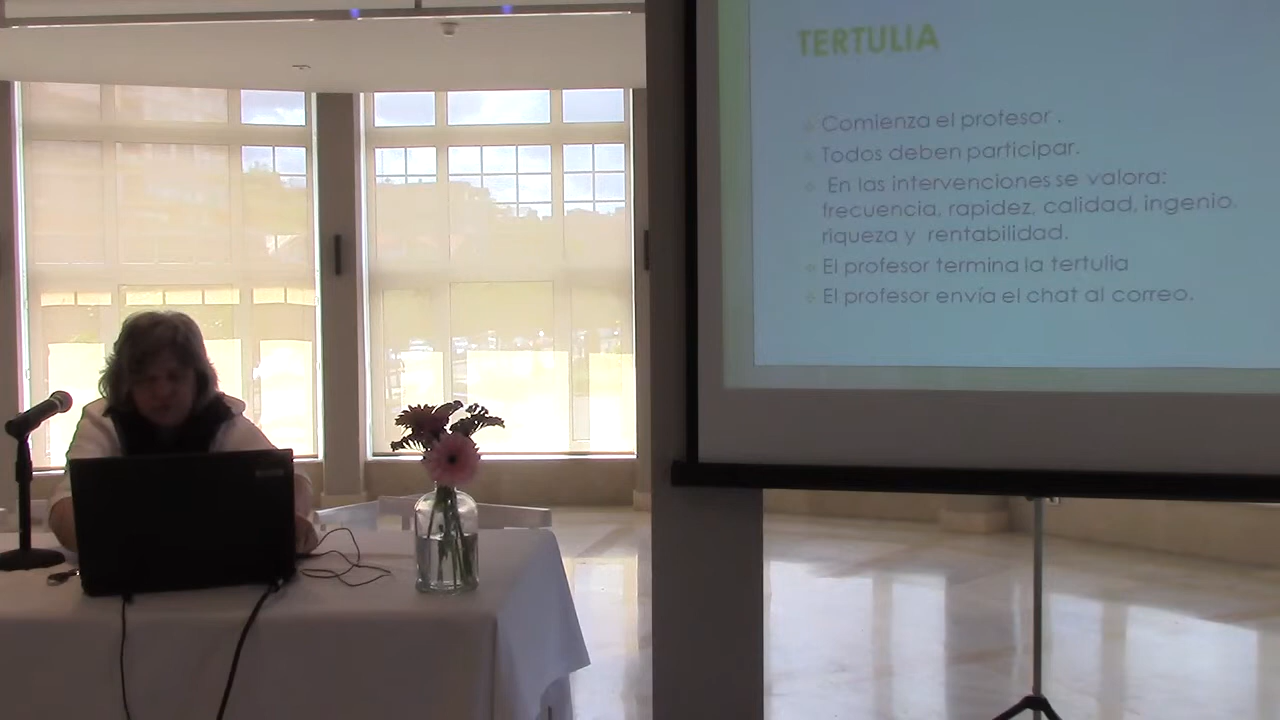 TERTULIA
Comienza el profesor .
Todos deben participar.
En las intervenciones se valora:
frecuencia, rapidez, calidad, ingenio,
riqueza y rentabilidad.
El profesor termina la tertulia
El profesor envía el chat al correo.